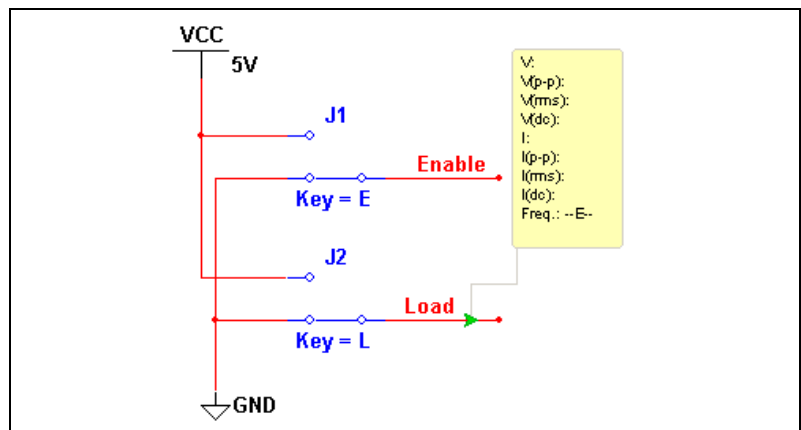 VCC
5V
J1
Enable
Key = E
J2
Load
Key = L
GND
V:
V(p-p):
V(rms):
V(dc):
I:
I(p-p):
I(rms):
I(dc):
Freq.: --E--